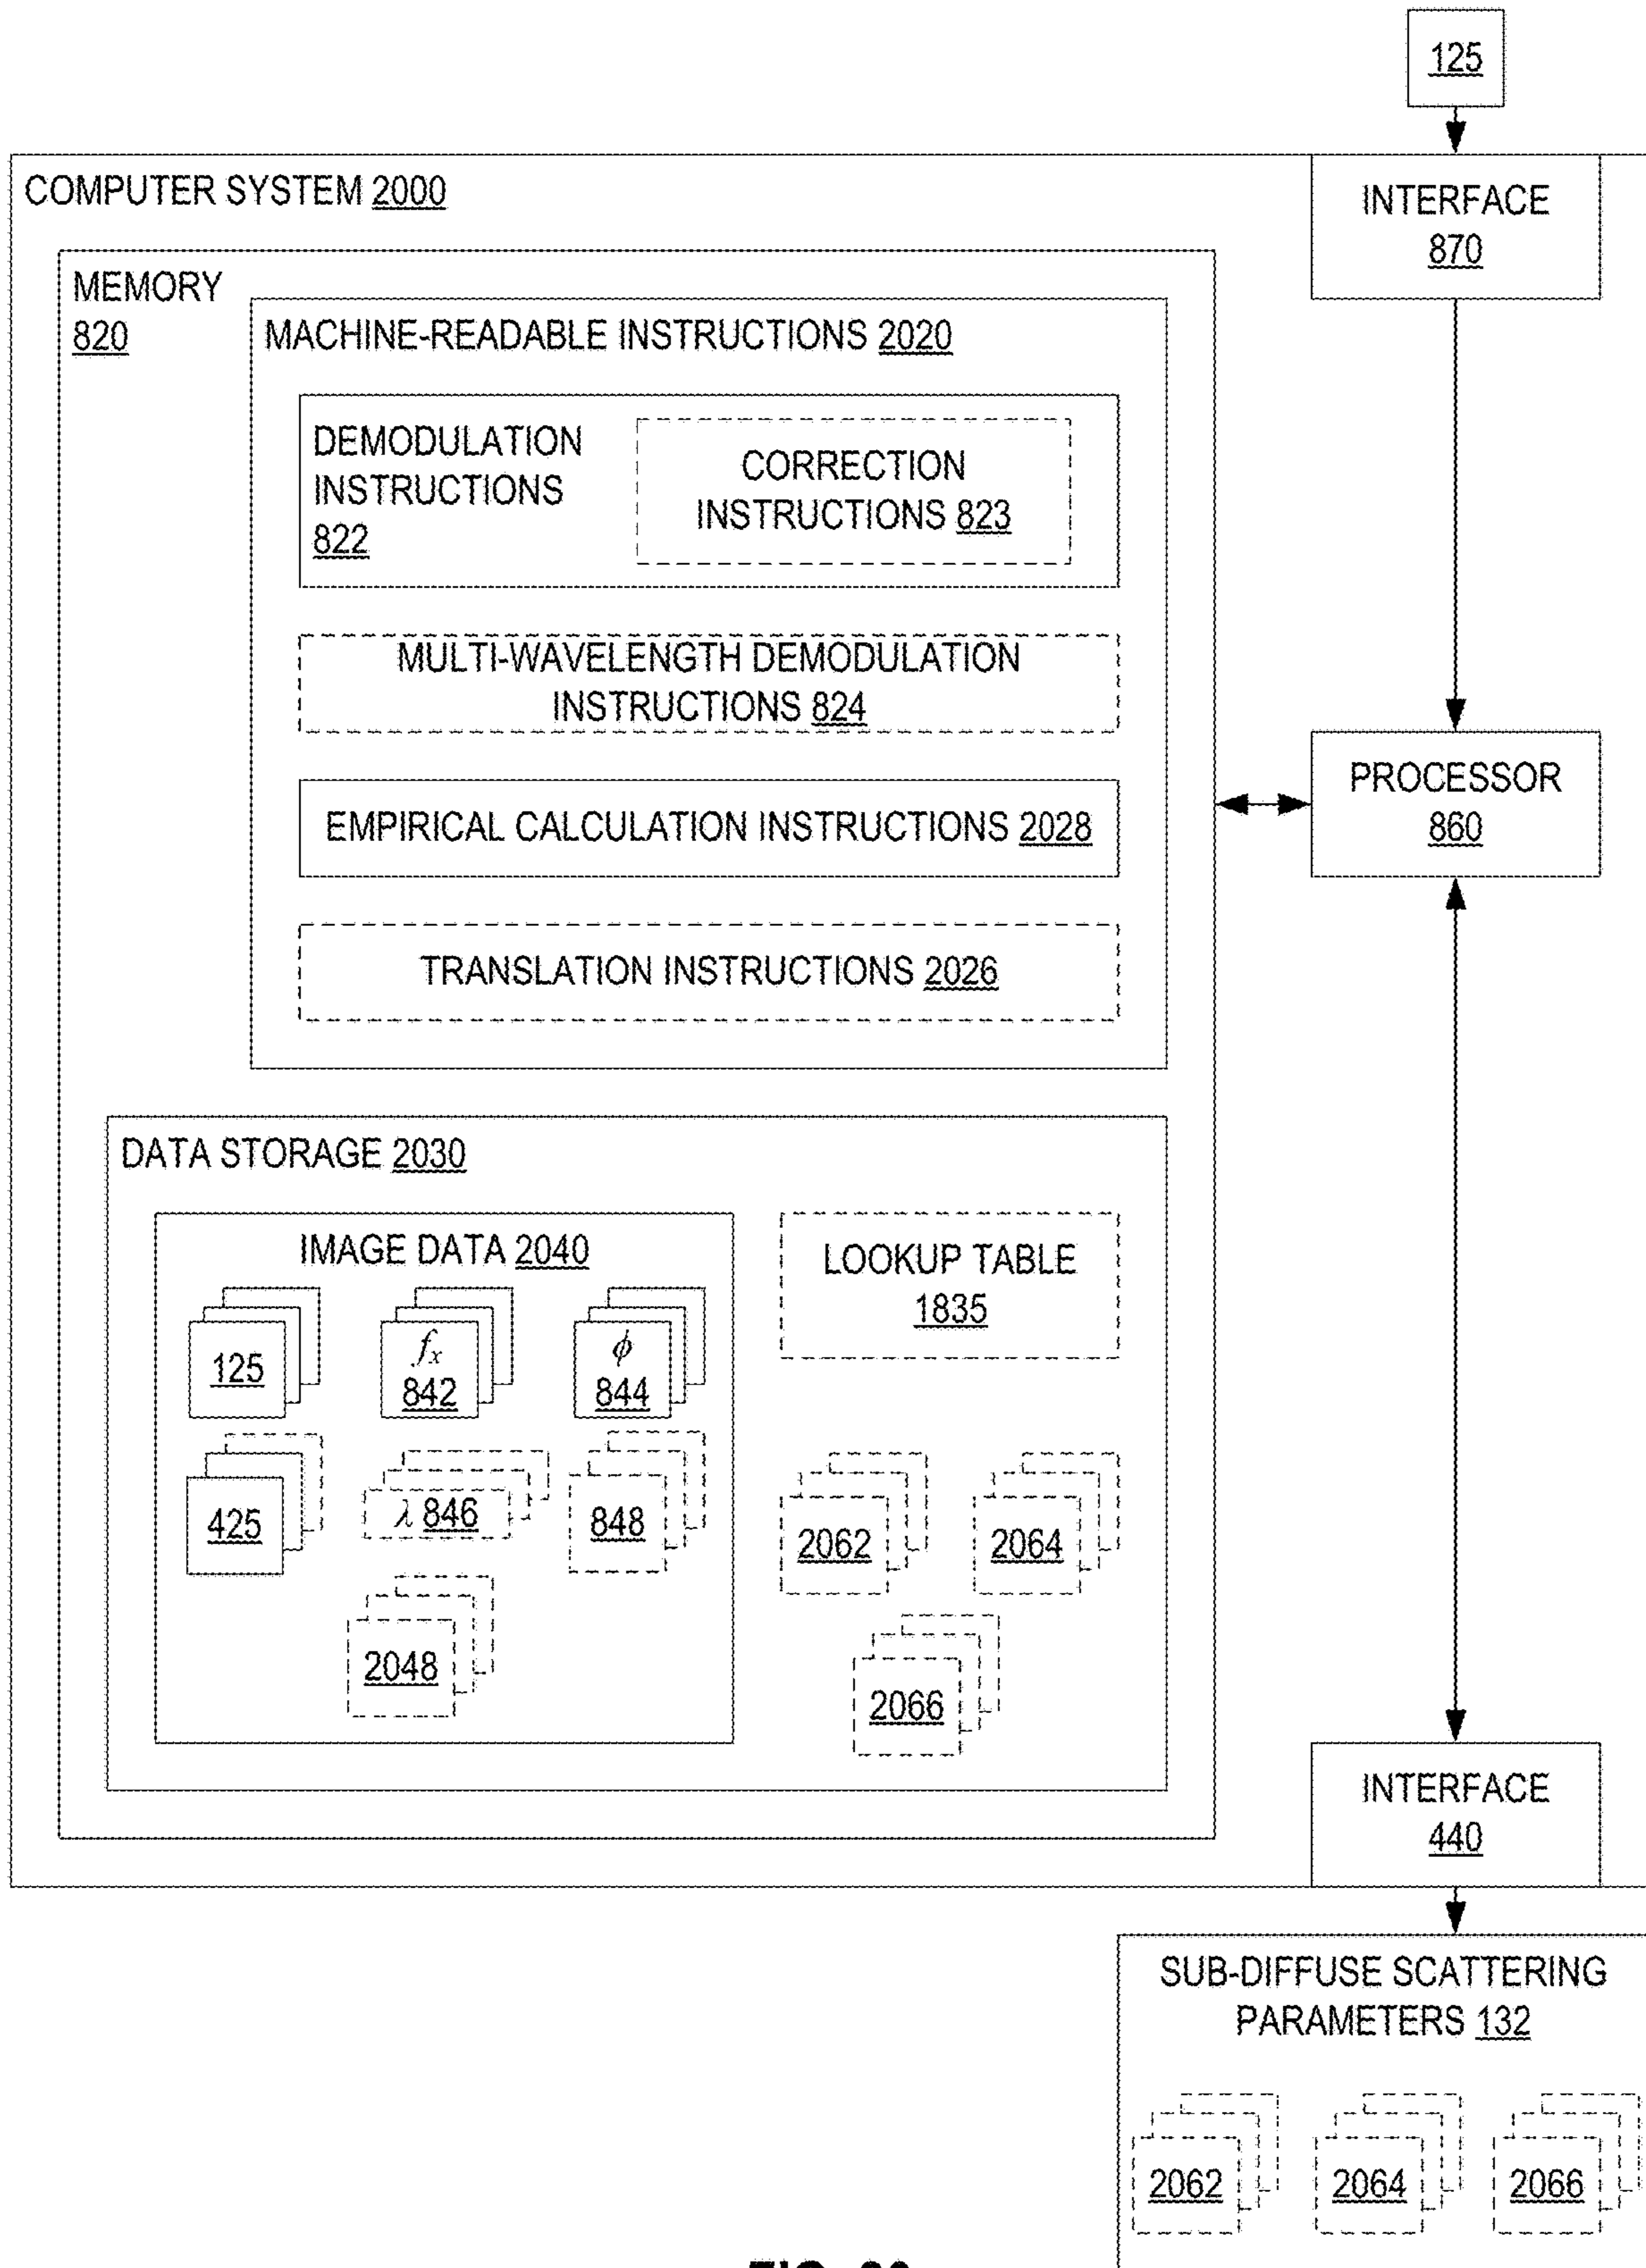 125
COMPUTER SYSTEM 2000
INTERFACE
870
MEMORY
820
MACHINE-READABLE INSTRUCTIONS 2020
DEMODULATION
INSTRUCTIONS
822
CORRECTION
INSTRUCTIONS 823
MULTI-WAVELENGTH DEMODULATION
INSTRUCTIONS 824
PROCESSOR
860
EMPIRICAL CALCULATION INSTRUCTIONS 2028
TRANSLATION INSTRUCTIONS 2026
DATA STORAGE 2030
IMAGE DATA 2040
LOOKUP TABLE
1835
125
fx
842
ϕ
844
425
λ 846
848
2062
2064
2048
2066
INTERFACE
440
SUB-DIFFUSE SCATTERING
PARAMETERS 132
2062
2064
2066